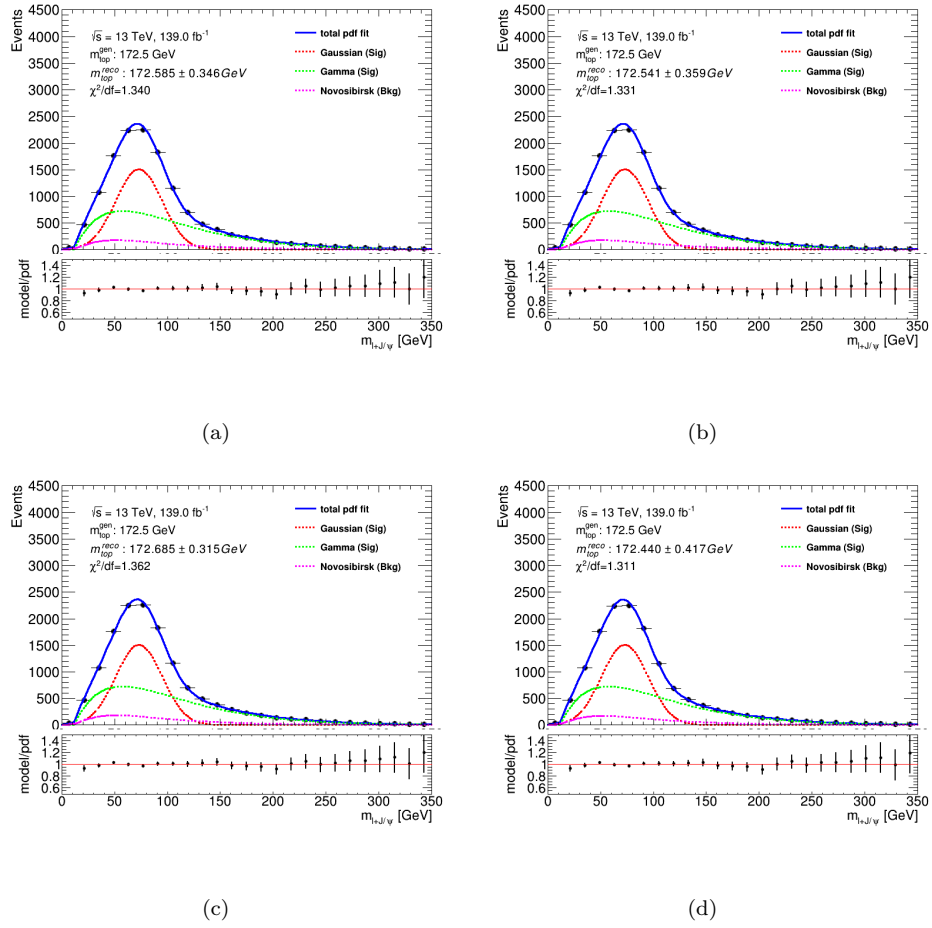 Events
4500
4000
3500
3000
2500
2000
1500
1000
500
0
√s = 13 TeV, 139.0 fb⁻¹
m_top^gen : 172.5 GeV
m_top^reco : 172.585 ± 0.346GeV
χ²/df=1.340
total pdf fit
Gaussian (Sig)
Gamma (Sig)
Novosibirsk (Bkg)
model/pdf
1.4
1.2
1
0.8
0.6
0 50 100 150 200 250 300 350
m_l+J/ψ [GeV]
(a)
Events
4500
4000
3500
3000
2500
2000
1500
1000
500
0
√s = 13 TeV, 139.0 fb⁻¹
m_top^gen : 172.5 GeV
m_top^reco : 172.541 ± 0.359GeV
χ²/df=1.331
total pdf fit
Gaussian (Sig)
Gamma (Sig)
Novosibirsk (Bkg)
model/pdf
1.4
1.2
1
0.8
0.6
0 50 100 150 200 250 300 350
m_l+J/ψ [GeV]
(b)
Events
4500
4000
3500
3000
2500
2000
1500
1000
500
0
√s = 13 TeV, 139.0 fb⁻¹
m_top^gen : 172.5 GeV
m_top^reco : 172.685 ± 0.315GeV
χ²/df=1.362
total pdf fit
Gaussian (Sig)
Gamma (Sig)
Novosibirsk (Bkg)
model/pdf
1.4
1.2
1
0.8
0.6
0 50 100 150 200 250 300 350
m_l+J/ψ [GeV]
(c)
Events
4500
4000
3500
3000
2500
2000
1500
1000
500
0
√s = 13 TeV, 139.0 fb⁻¹
m_top^gen : 172.5 GeV
m_top^reco : 172.440 ± 0.417GeV
χ²/df=1.311
total pdf fit
Gaussian (Sig)
Gamma (Sig)
Novosibirsk (Bkg)
model/pdf
1.4
1.2
1
0.8
0.6
0 50 100 150 200 250 300 350
m_l+J/ψ [GeV]
(d)